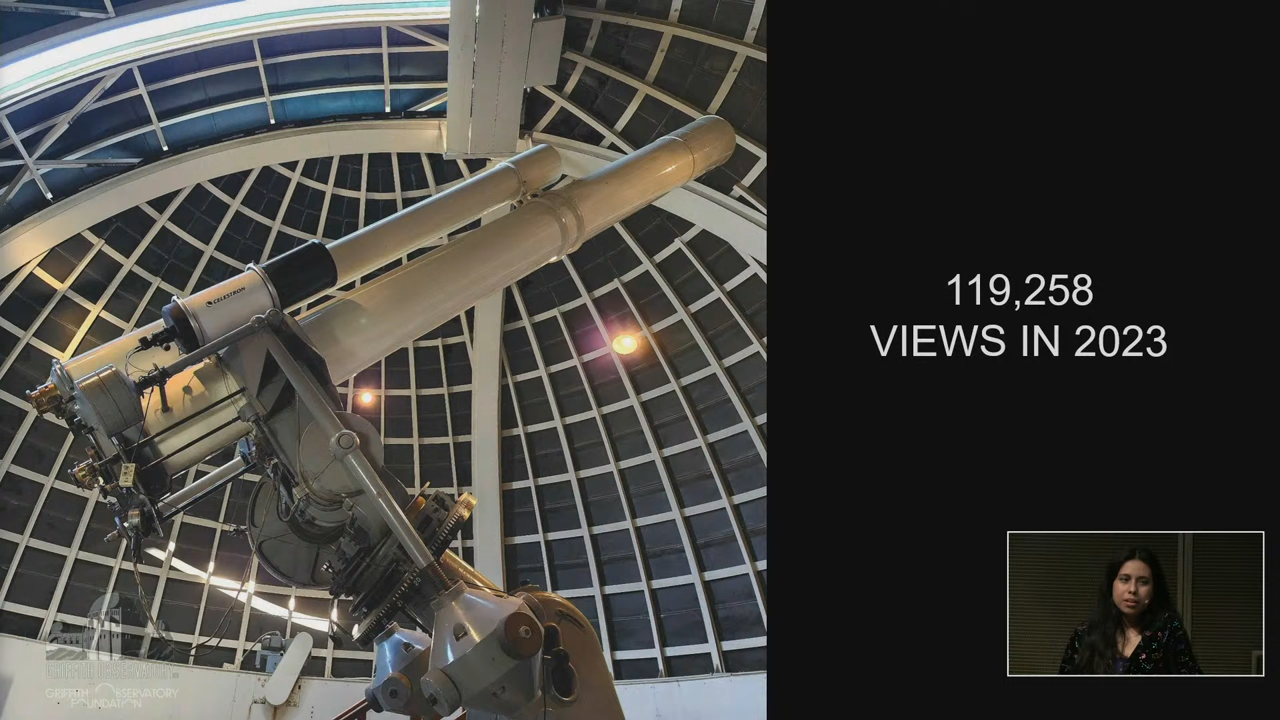 CELESTRON
119,258
VIEWS IN 2023
GRIFFITH OBSERVATORY
GRIFFITH OBSERVATORY
FOUNDATION